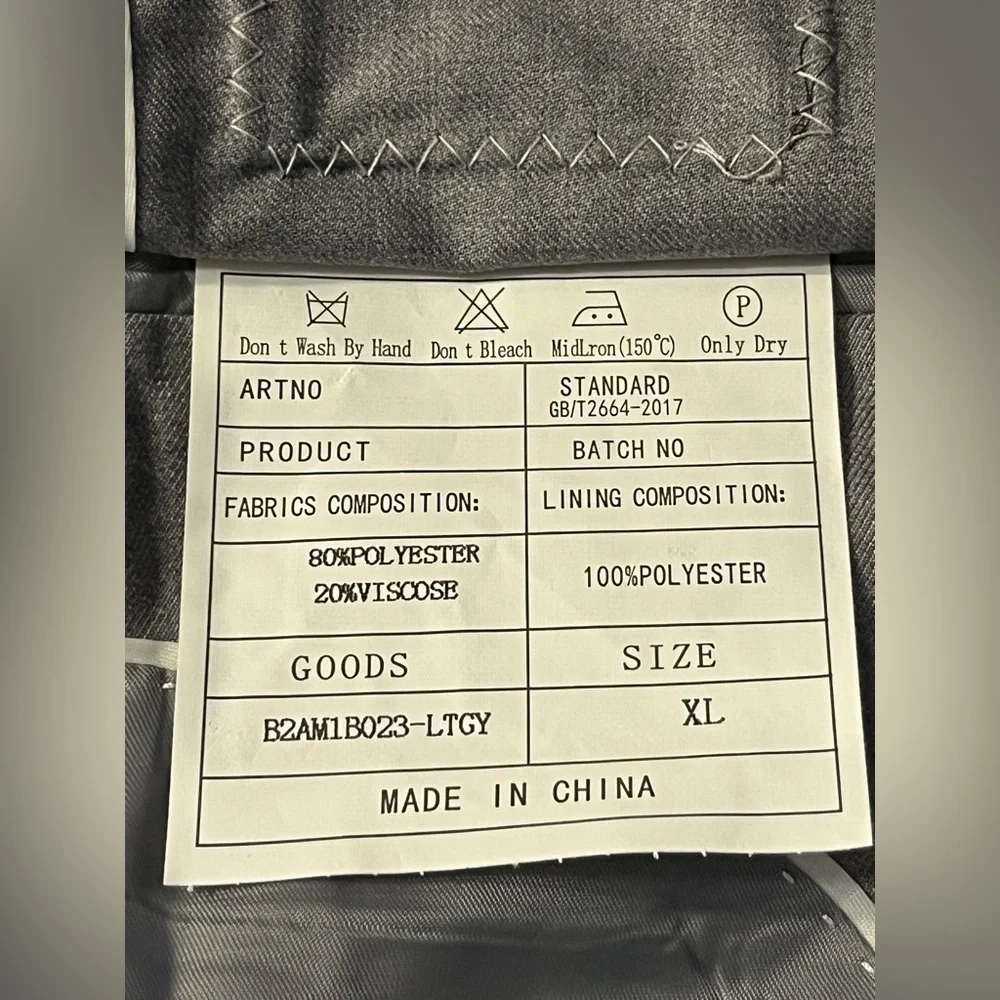 P
Don t Wash By Hand Don t Bleach MidLron(150℃) Only Dry
ARTNO STANDARD
GB/T2664-2017
PRODUCT BATCH NO
FABRICS COMPOSITION: LINING COMPOSITION:
80%POLYESTER
20%VISCOSE
100%POLYESTER
GOODS SIZE
B2AM1B023-LTGY XL
MADE IN CHINA